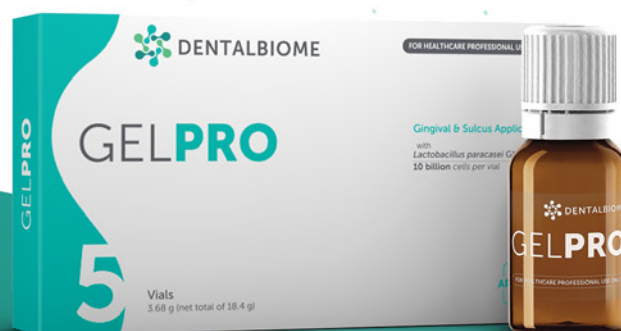 DENTALBIOME
FOR HEALTHCARE PROFESSIONAL
GELPRO
GELPRO
Gingival & Sulcus
with
Lactobacillus paracasei
10 billion cells per vial
5
Vials
3.68 g (net total of 18.4 g)
DENTALBIOME
GELPRO
FOR HEALTHCARE PROFESSIONAL USE